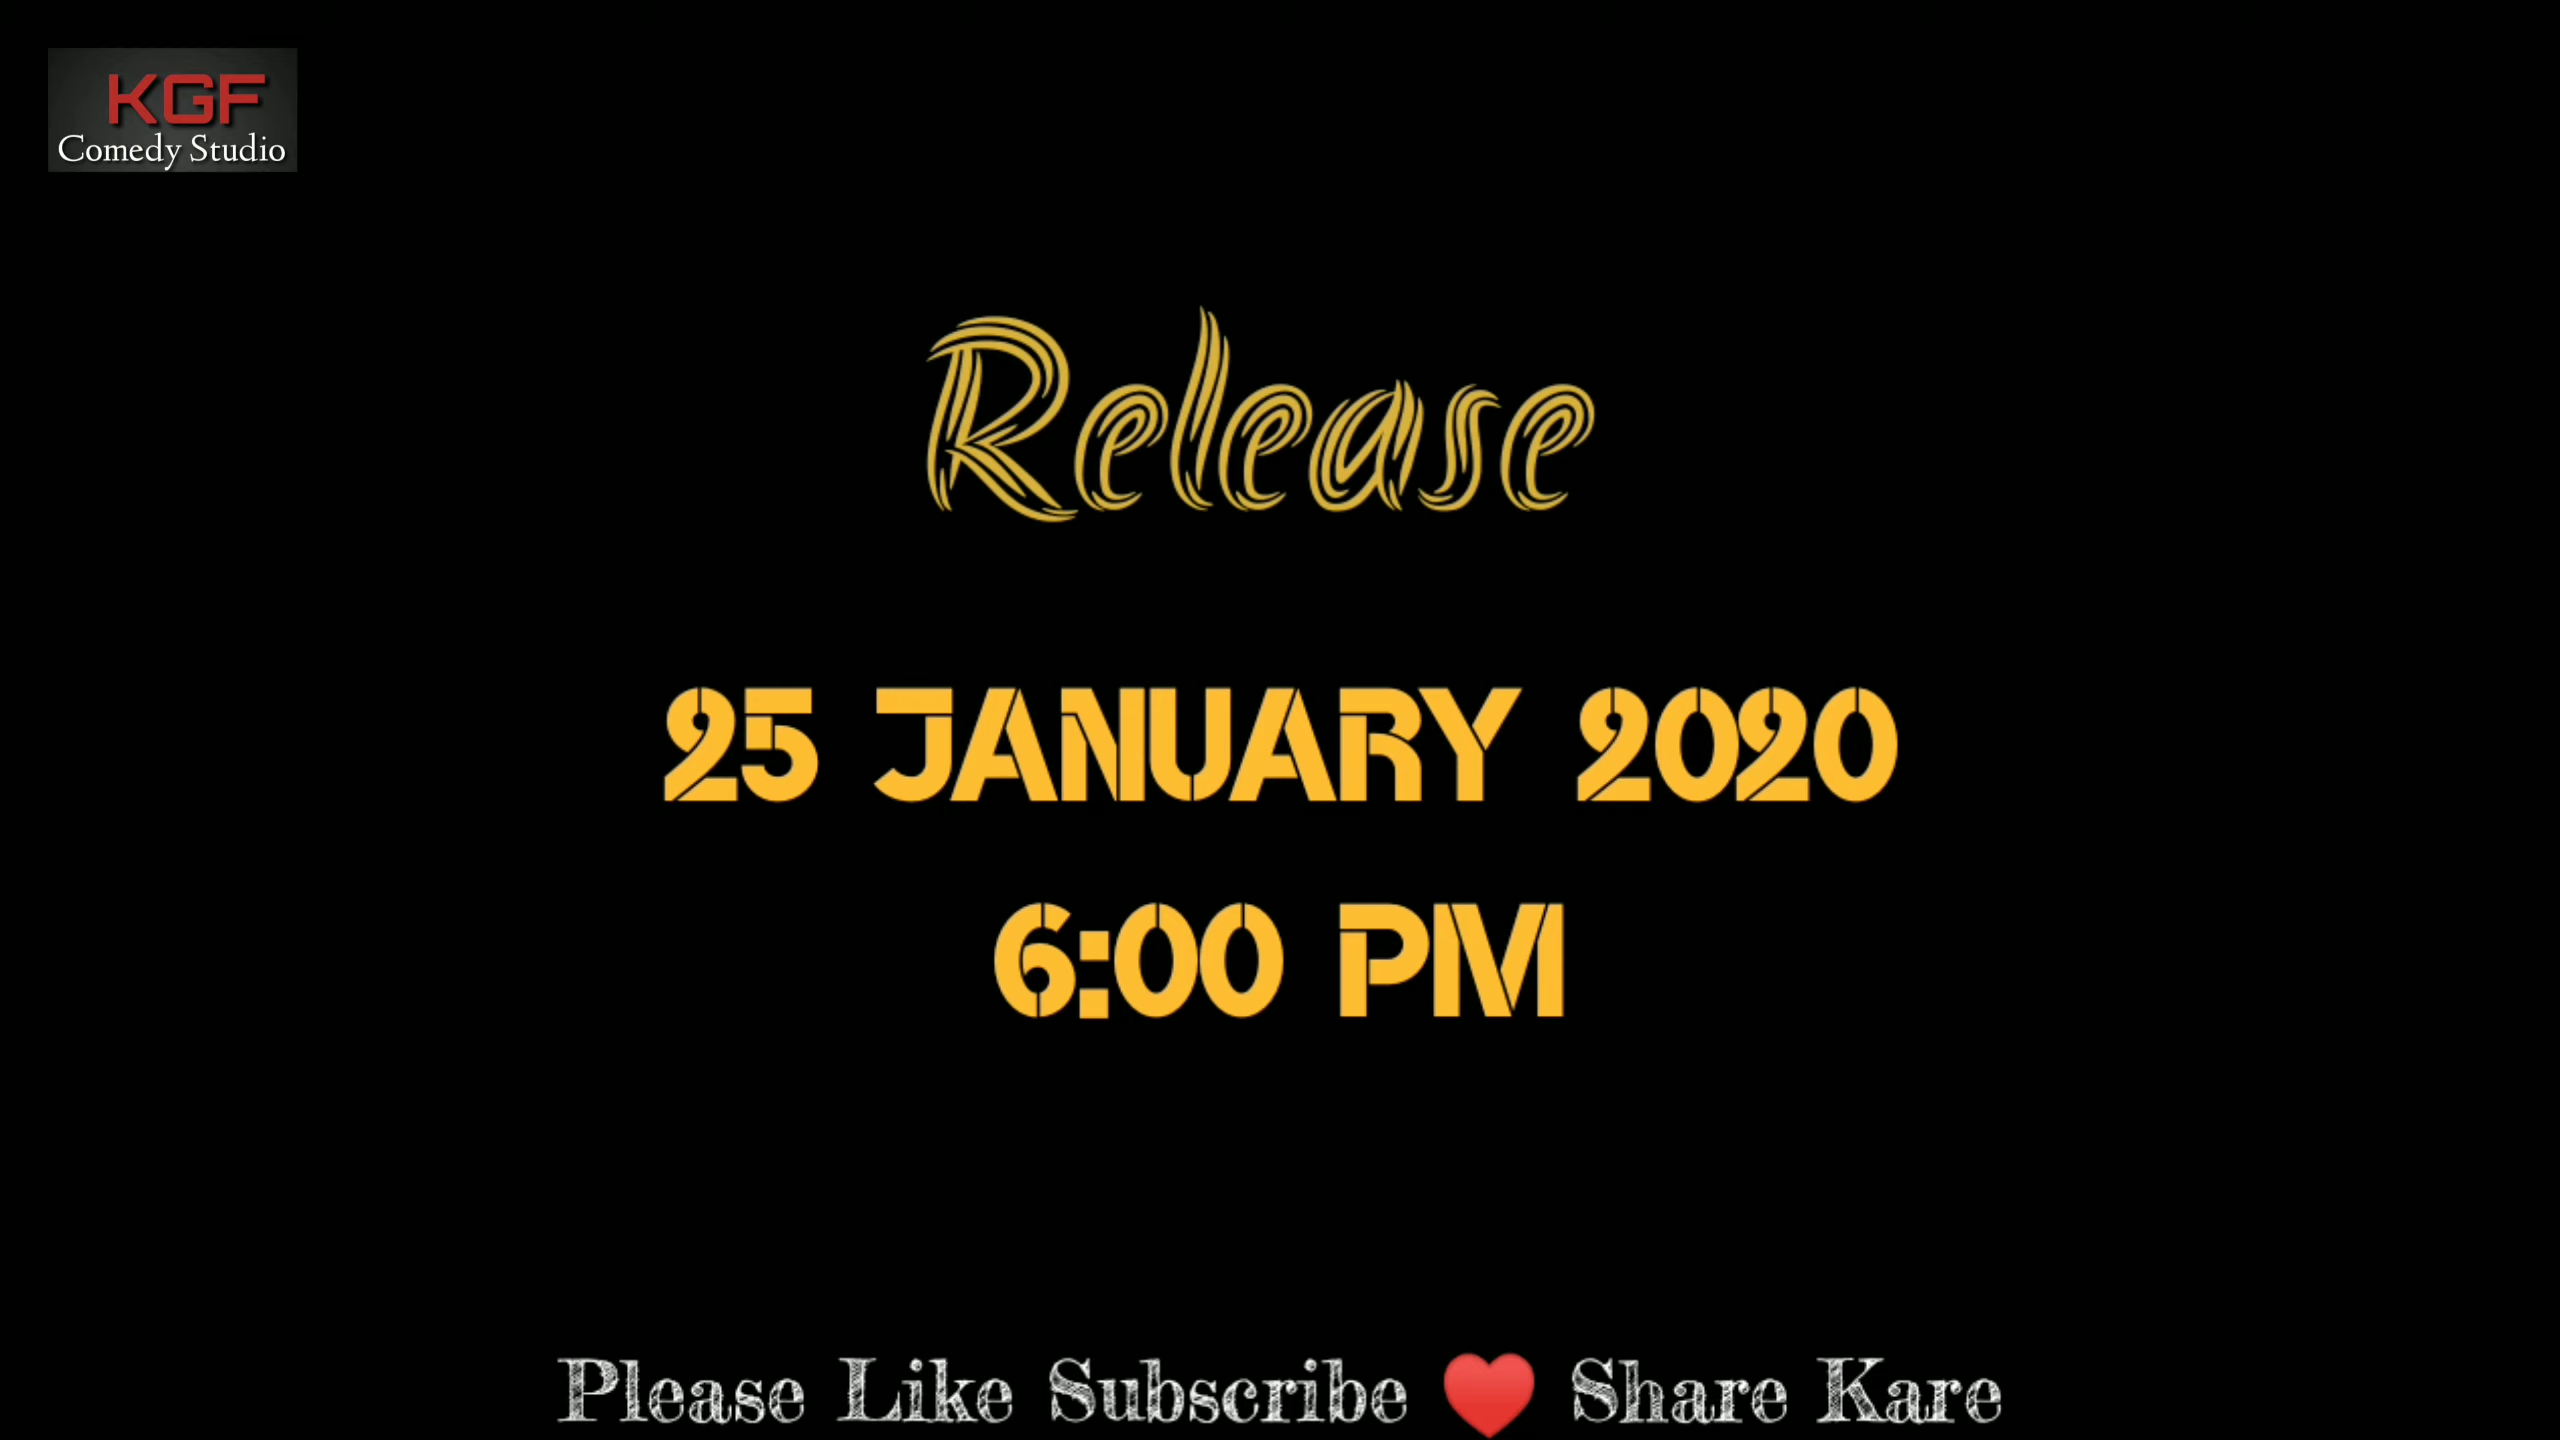 KGF
Comedy Studio
Release
25 JANUARY 2020
6:00 PM
Please Like Subscribe ♥ Share Kare